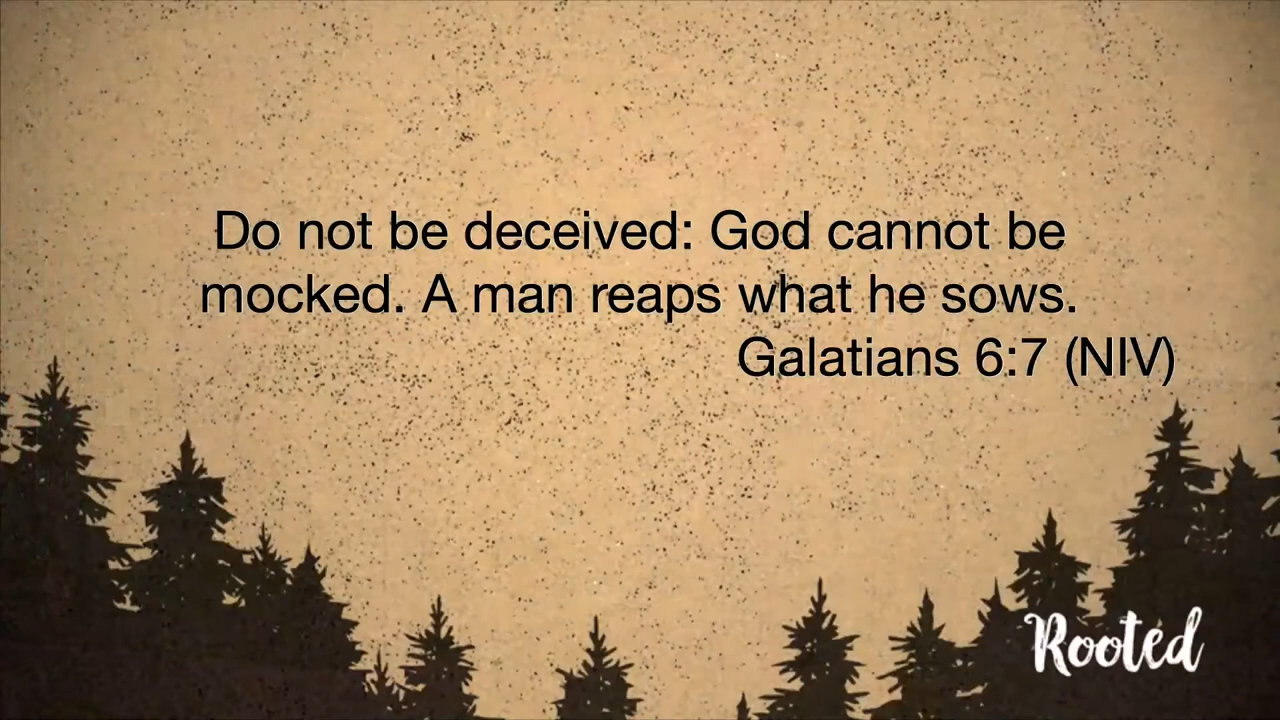 Do not be deceived: God cannot be
mocked. A man reaps what he sows.
Galatians 6:7 (NIV)
Rooted